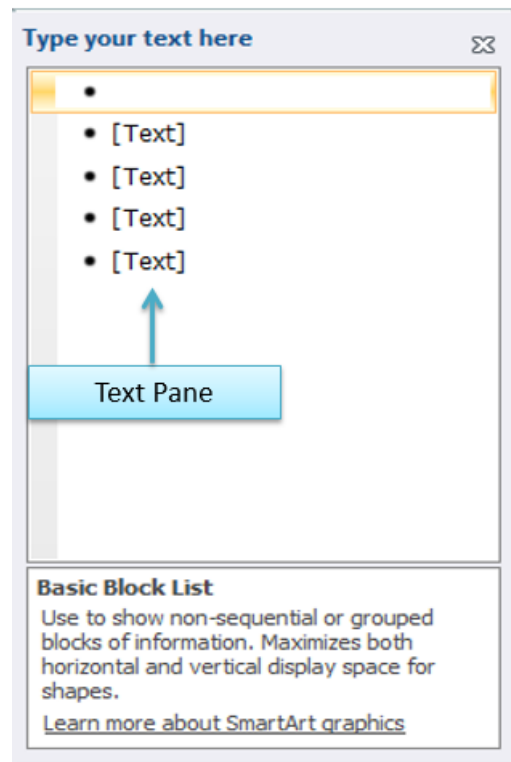 Type your text here
•
• [Text]
• [Text]
• [Text]
• [Text]
Text Pane
Basic Block List
Use to show non-sequential or grouped
blocks of information. Maximizes both
horizontal and vertical display space for
shapes.
Learn more about SmartArt graphics